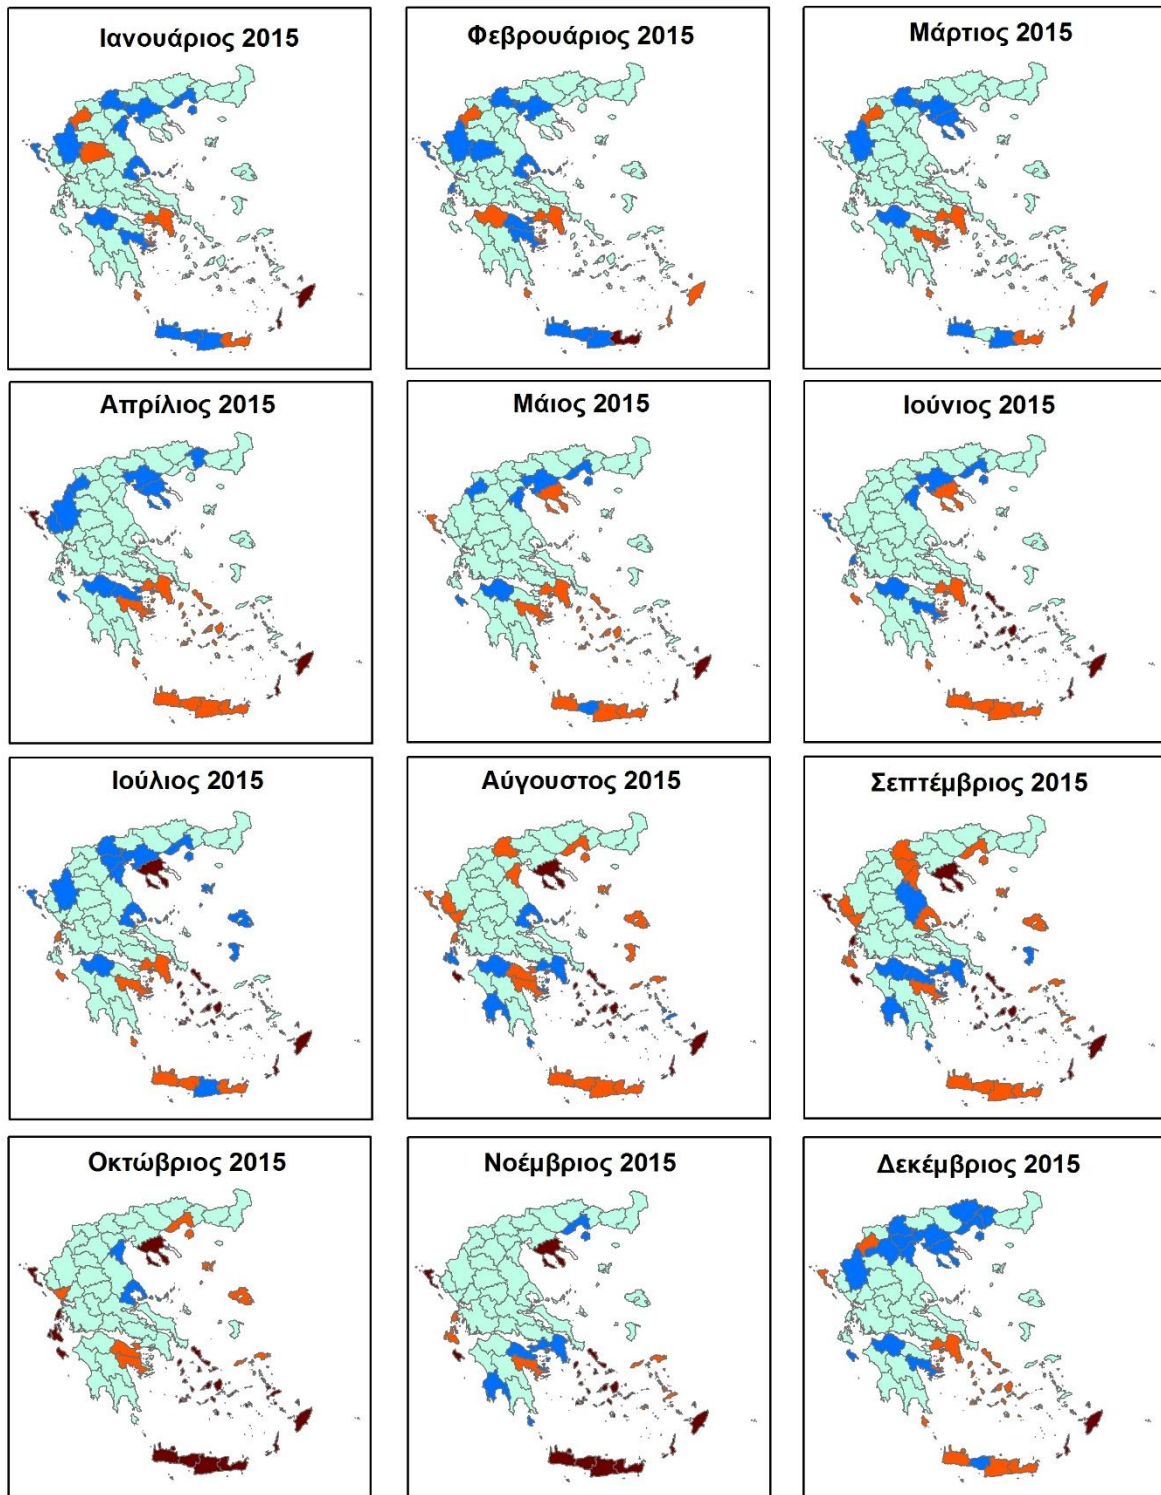 Ιανουάριος 2015
Φεβρουάριος 2015
Μάρτιος 2015
Απρίλιος 2015
Μάιος 2015
Ιούνιος 2015
Ιούλιος 2015
Αύγουστος 2015
Σεπτέμβριος 2015
Οκτώβριος 2015
Νοέμβριος 2015
Δεκέμβριος 2015